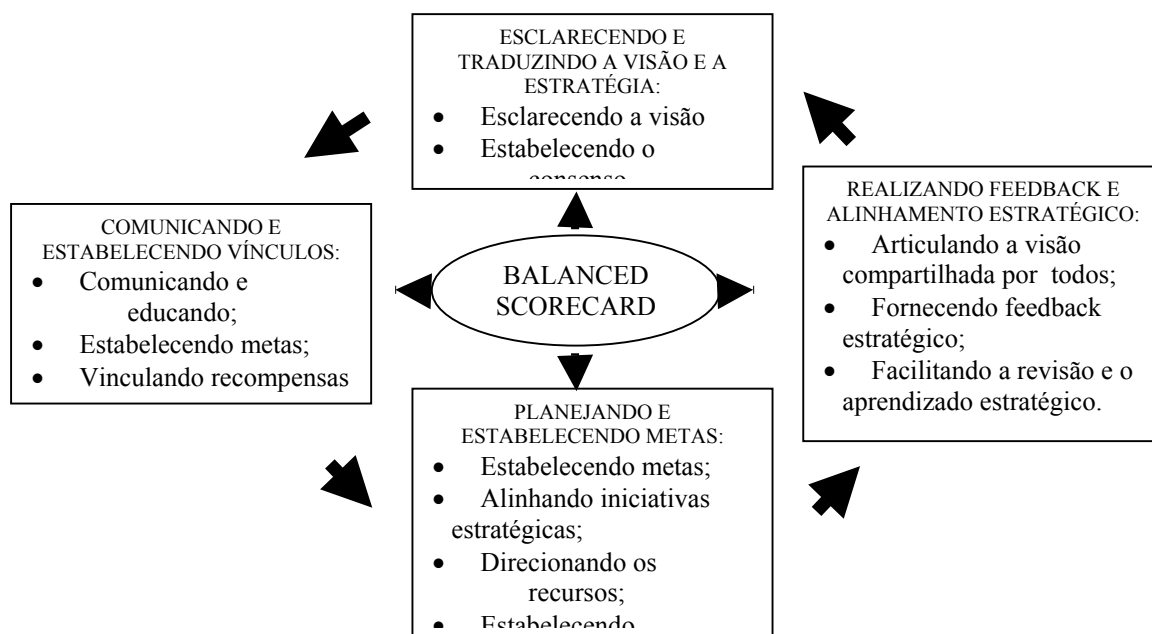 ESCLARECENDO E
TRADUZINDO A VISÃO E A
ESTRATÉGIA:
• Esclarecendo a visão
• Estabelecendo o
consenso
COMUNICANDO E
ESTABELECENDO VÍNCULOS:
• Comunicando e
educando;
• Estabelecendo metas;
• Vinculando recompensas
BALANCED
SCORECARD
REALIZANDO FEEDBACK E
ALINHAMENTO ESTRATÉGICO:
• Articulando a visão
compartilhada por todos;
• Fornecendo feedback
estratégico;
• Facilitando a revisão e o
aprendizado estratégico.
PLANEJANDO E
ESTABELECENDO METAS:
• Estabelecendo metas;
• Alinhando iniciativas
estratégicas;
• Direcionando os
recursos;
• Estabelecendo